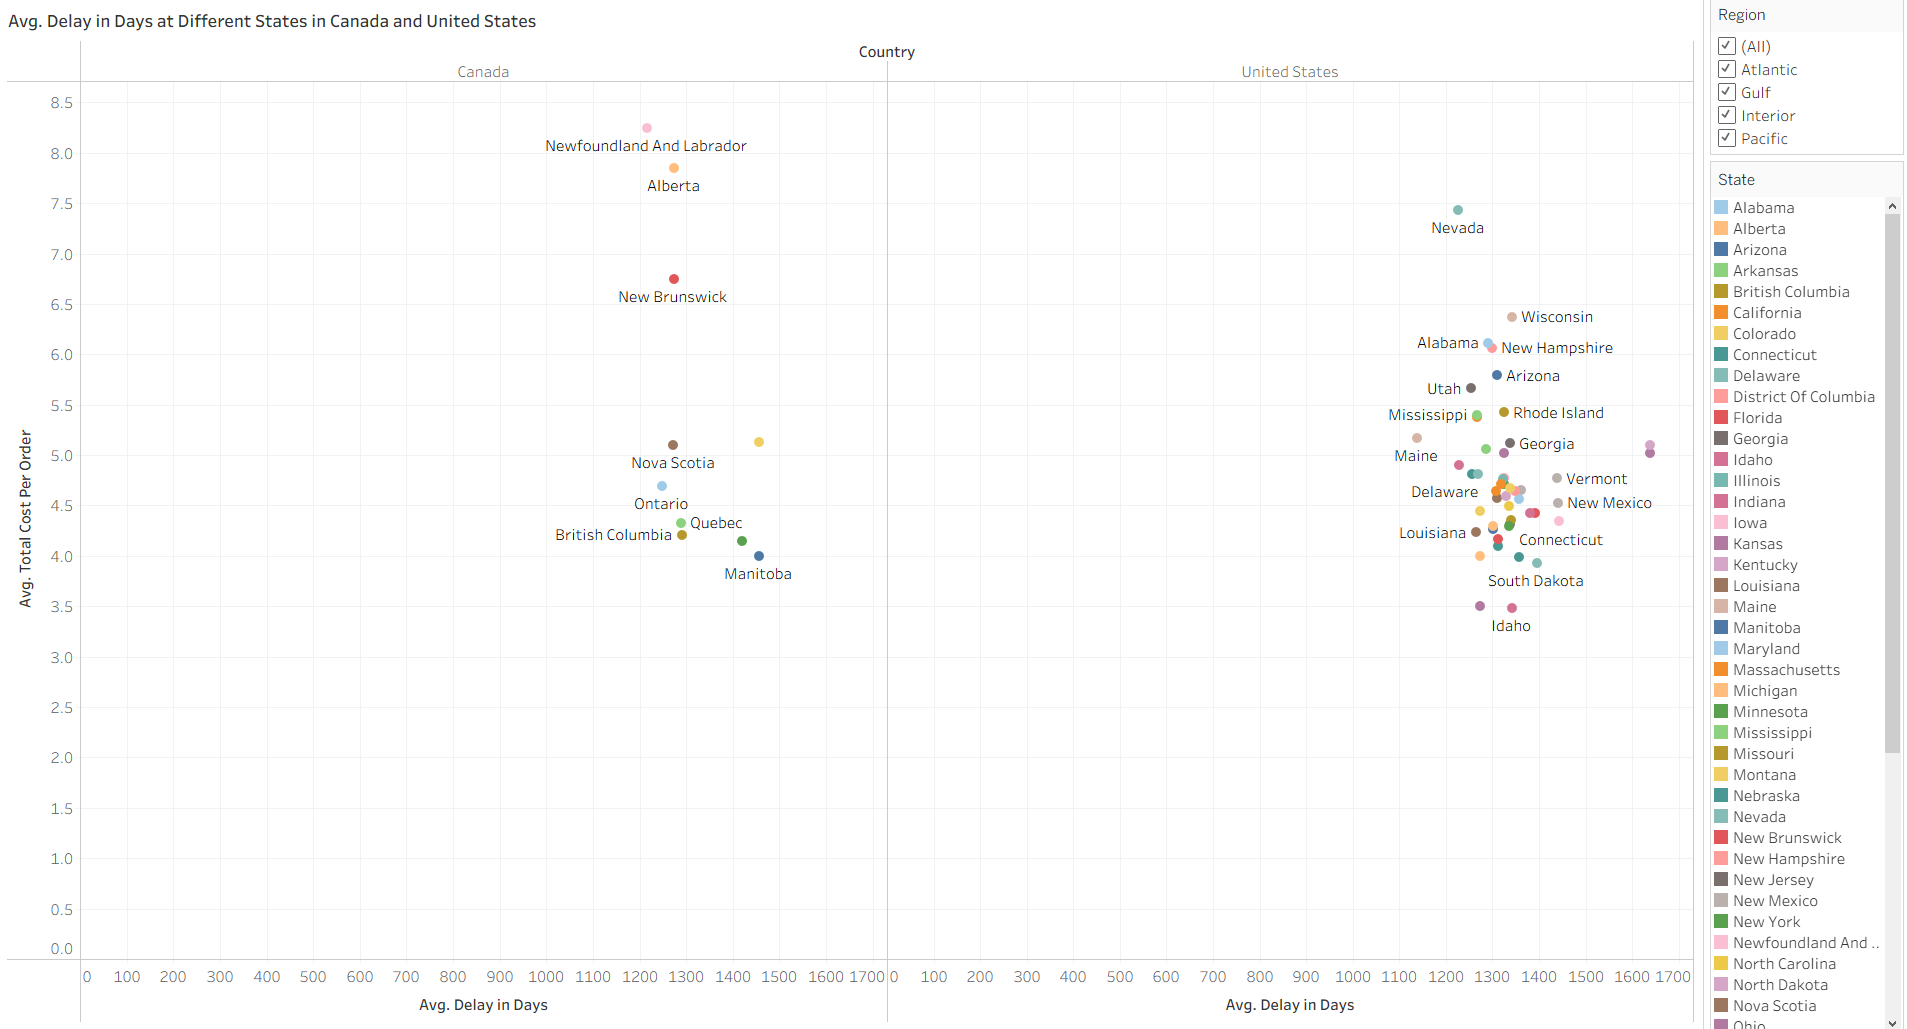 Avg. Delay in Days at Different States in Canada and United States
Country
Canada
United States
Avg. Total Cost Per Order
8.5
8.0
7.5
7.0
6.5
6.0
5.5
5.0
4.5
4.0
3.5
3.0
2.5
2.0
1.5
1.0
0.5
0.0
Newfoundland And Labrador
Alberta
New Brunswick
Nova Scotia
Ontario
Quebec
British Columbia
Manitoba
Nevada
Wisconsin
Alabama
New Hampshire
Arizona
Utah
Mississippi
Rhode Island
Maine
Georgia
Vermont
Delaware
New Mexico
Louisiana
Connecticut
South Dakota
Idaho
0 100 200 300 400 500 600 700 800 900 1000 1100 1200 1300 1400 1500 1600 1700
0 100 200 300 400 500 600 700 800 900 1000 1100 1200 1300 1400 1500 1600 1700
Avg. Delay in Days
Avg. Delay in Days
Region
(All)
Atlantic
Gulf
Interior
Pacific
State
Alabama
Alberta
Arizona
Arkansas
British Columbia
California
Colorado
Connecticut
Delaware
District Of Columbia
Florida
Georgia
Idaho
Illinois
Indiana
Iowa
Kansas
Kentucky
Louisiana
Maine
Manitoba
Maryland
Massachusetts
Michigan
Minnesota
Mississippi
Missouri
Montana
Nebraska
Nevada
New Brunswick
New Hampshire
New Jersey
New Mexico
New York
Newfoundland And ..
North Carolina
North Dakota
Nova Scotia
Ohio